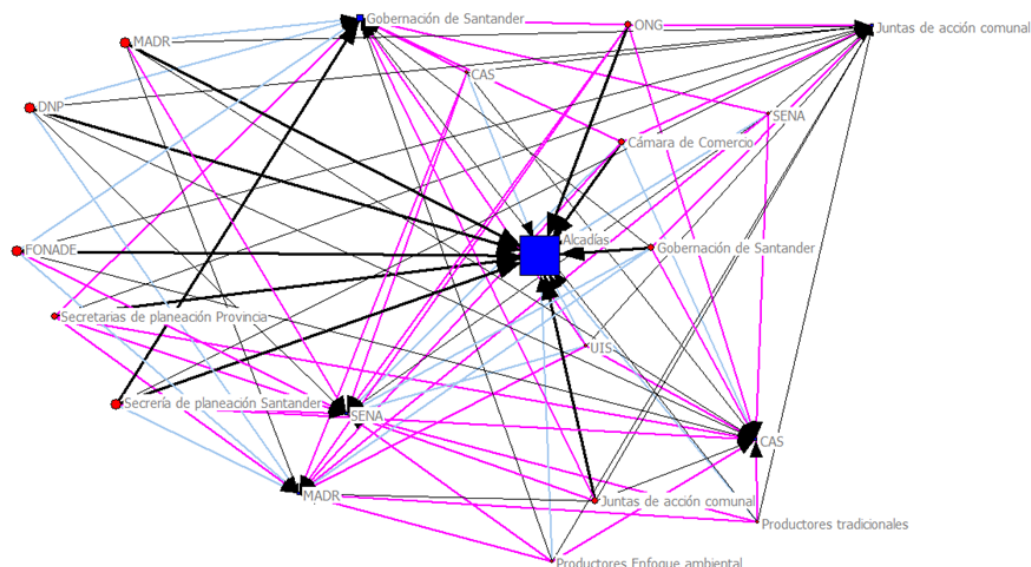 Gobernación de Santander
ONG
Juntas de acción comunal
MADR
CAS
DNP
SENA
Cámara de Comercio
Alcadías
Gobernación de Santander
FONADE
Secretarias de planeación Provincia
UIS
Secrería de planeación Santander
SENA
CAS
MADR
Juntas de acción comunal
Productores tradicionales
Productores Enfoque ambiental